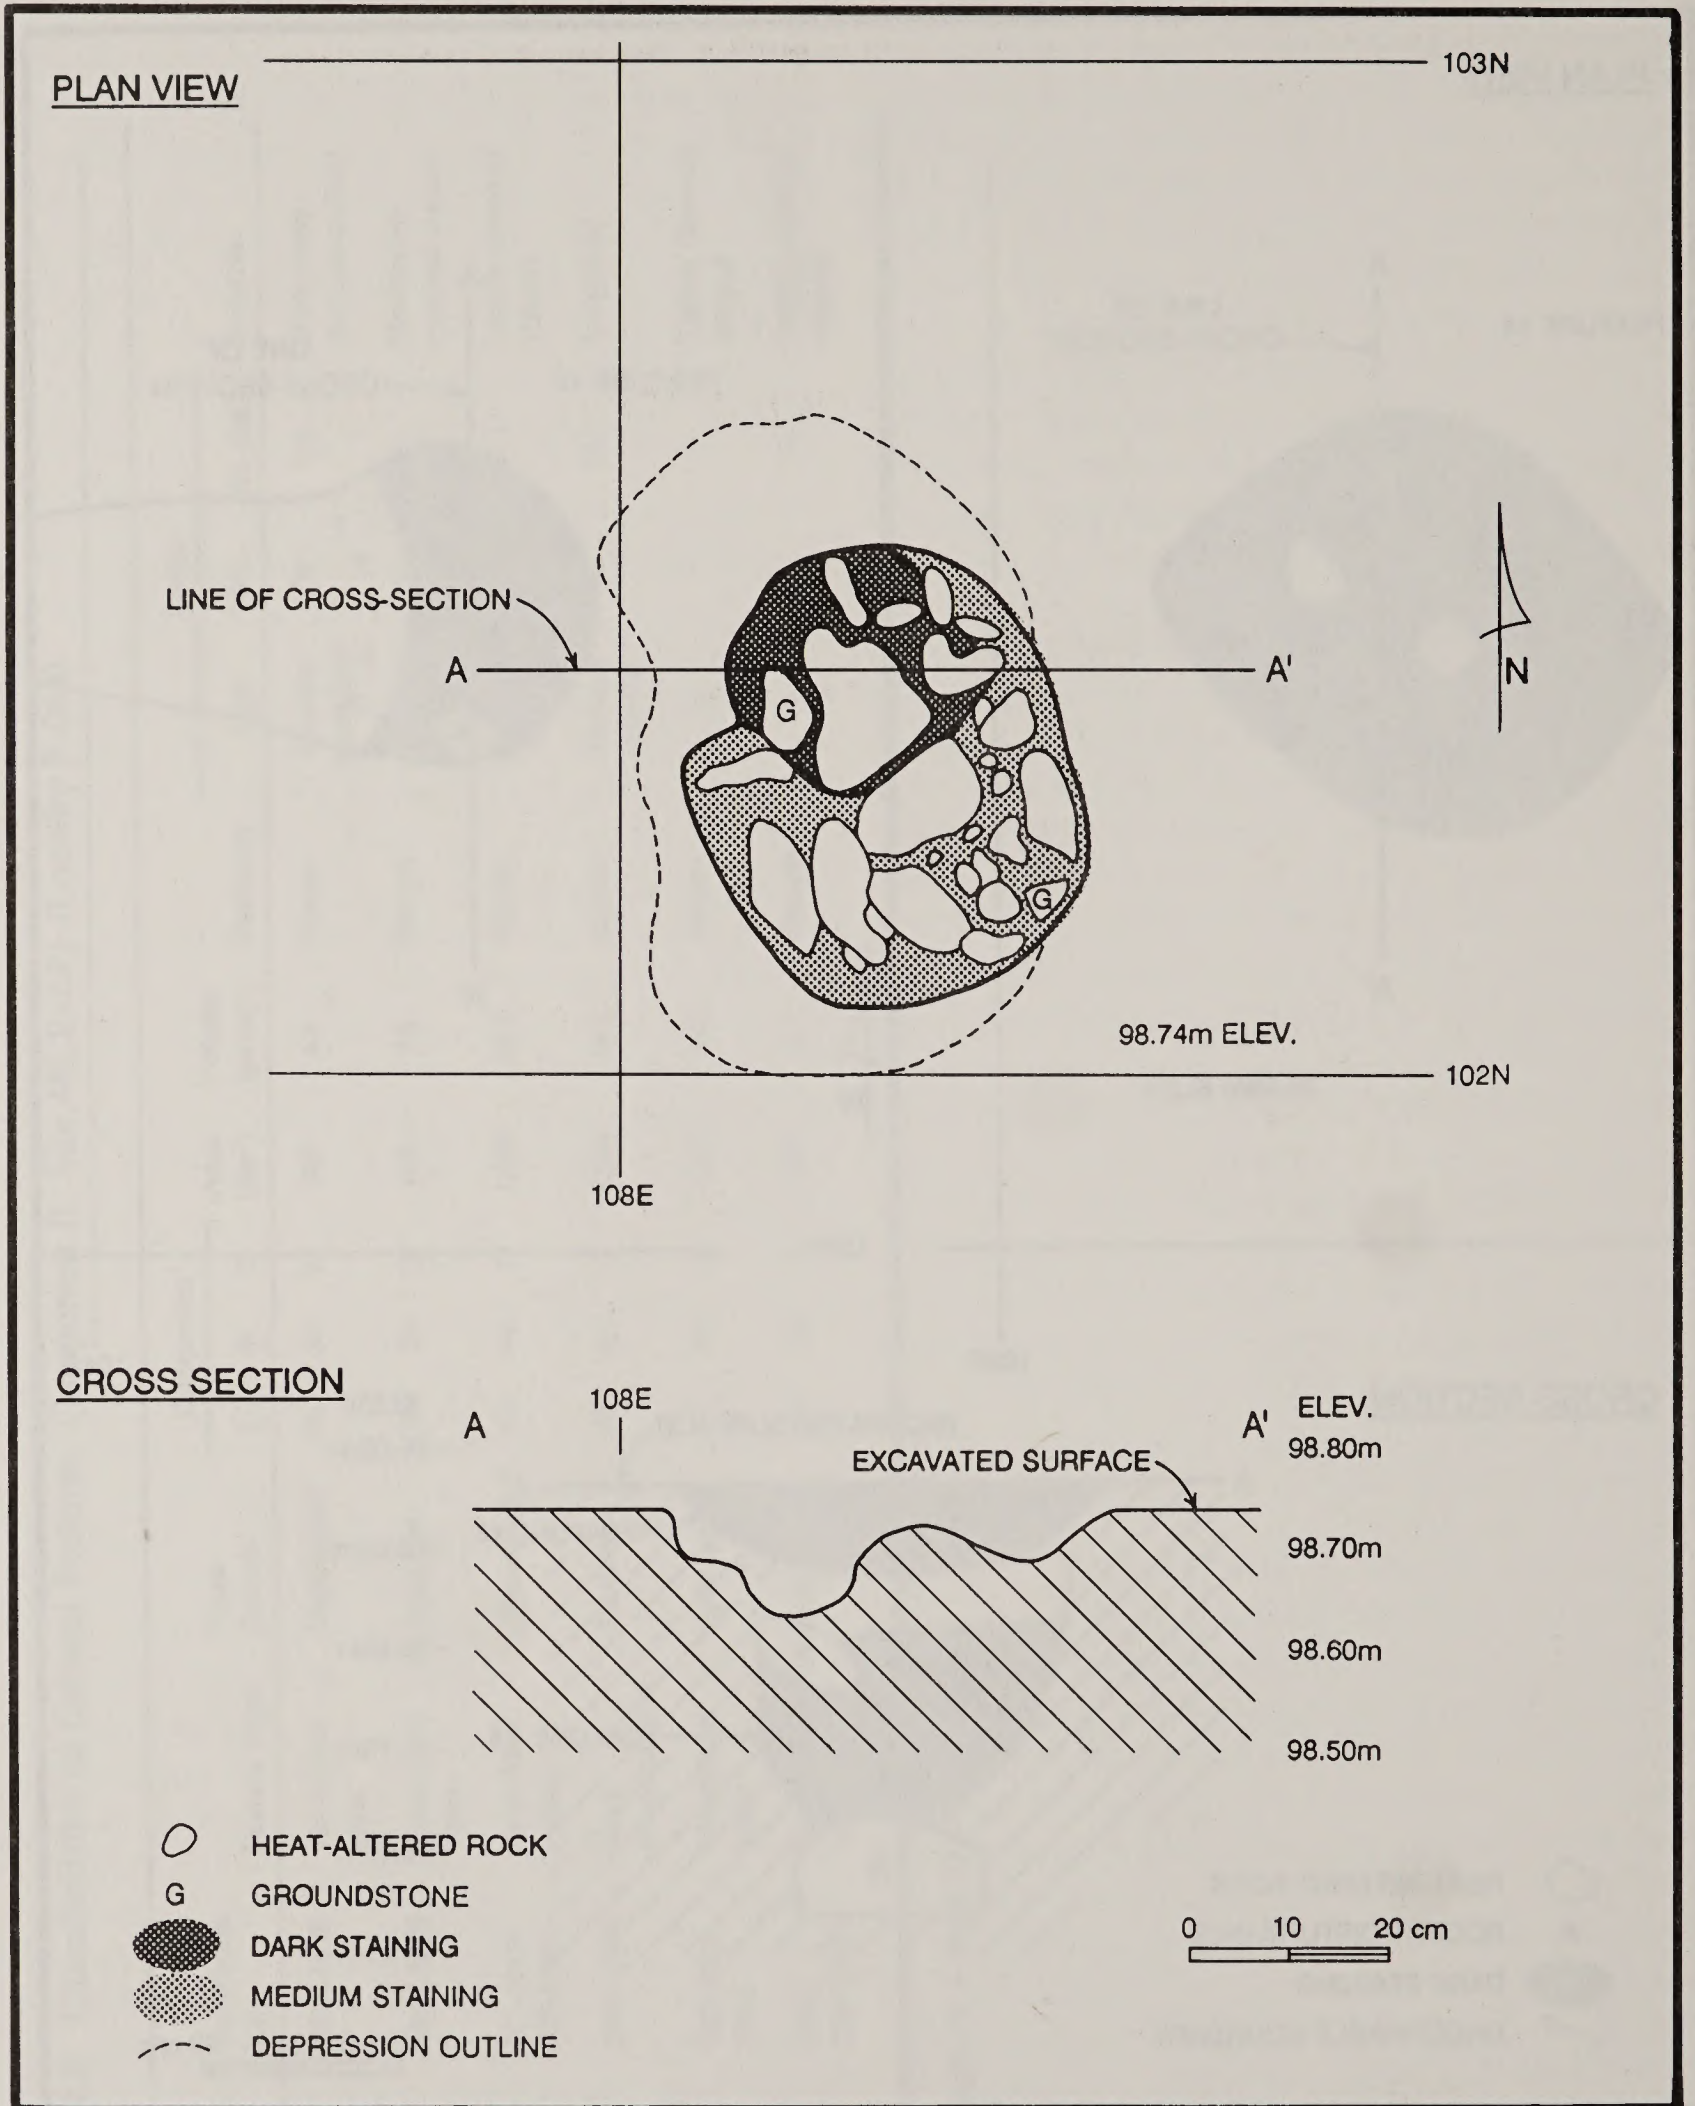 PLAN VIEW
103N
LINE OF CROSS-SECTION
A
A'
N
G
G
98.74m ELEV.
102N
108E
CROSS SECTION
108E
A
A'
ELEV.
98.80m
EXCAVATED SURFACE
98.70m
98.60m
98.50m
HEAT-ALTERED ROCK
G GROUNDSTONE
DARK STAINING
MEDIUM STAINING
DEPRESSION OUTLINE
0 10 20 cm